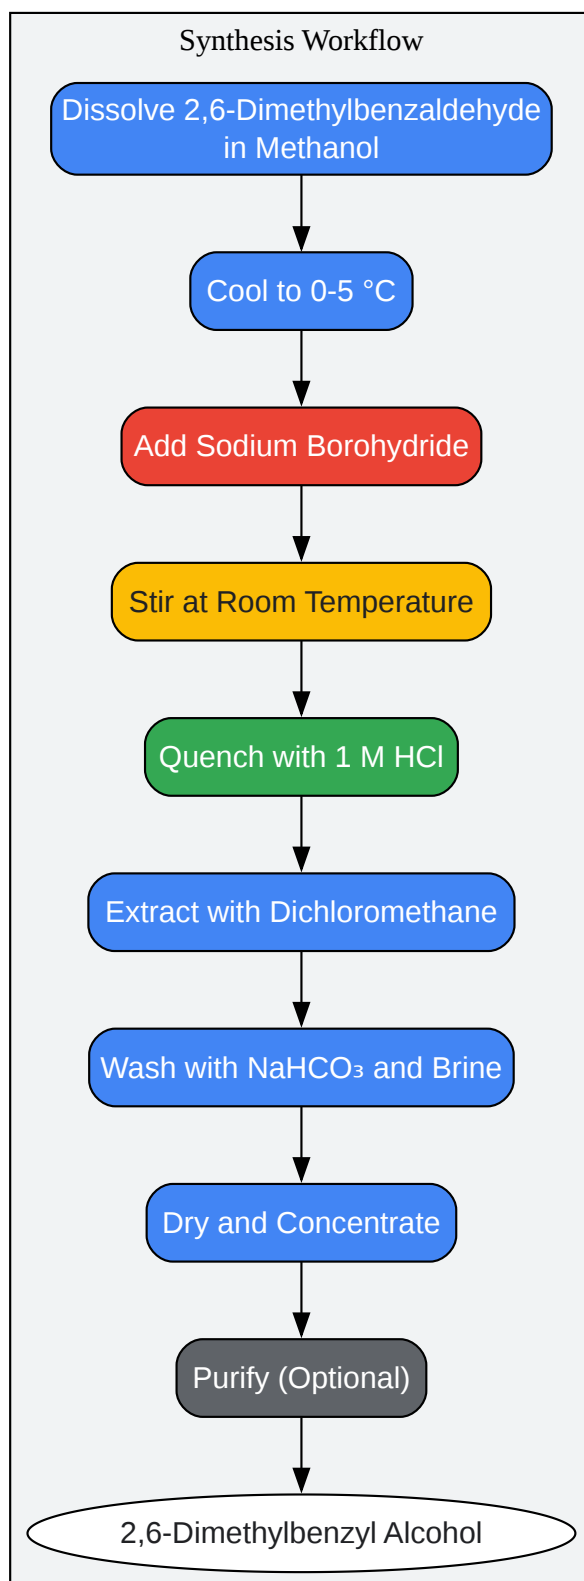 Synthesis Workflow
Dissolve 2,6-Dimethylbenzaldehyde
in Methanol
Cool to 0-5 °C
Add Sodium Borohydride
Stir at Room Temperature
Quench with 1 M HCl
Extract with Dichloromethane
Wash with NaHCO₃ and Brine
Dry and Concentrate
Purify (Optional)
2,6-Dimethylbenzyl Alcohol